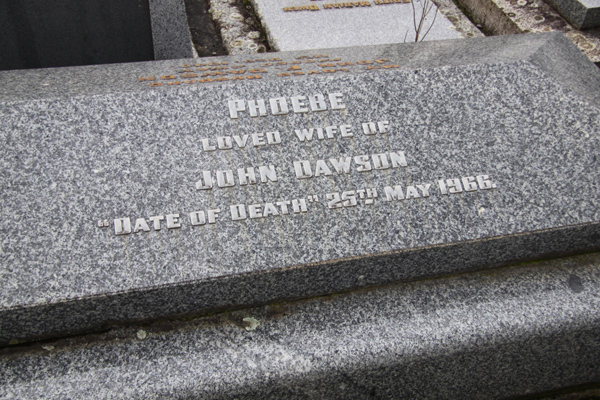 PHOEBE
LOVED WIFE OF
JOHN DAWSON
"DATE OF DEATH" 25TH MAY 1966.